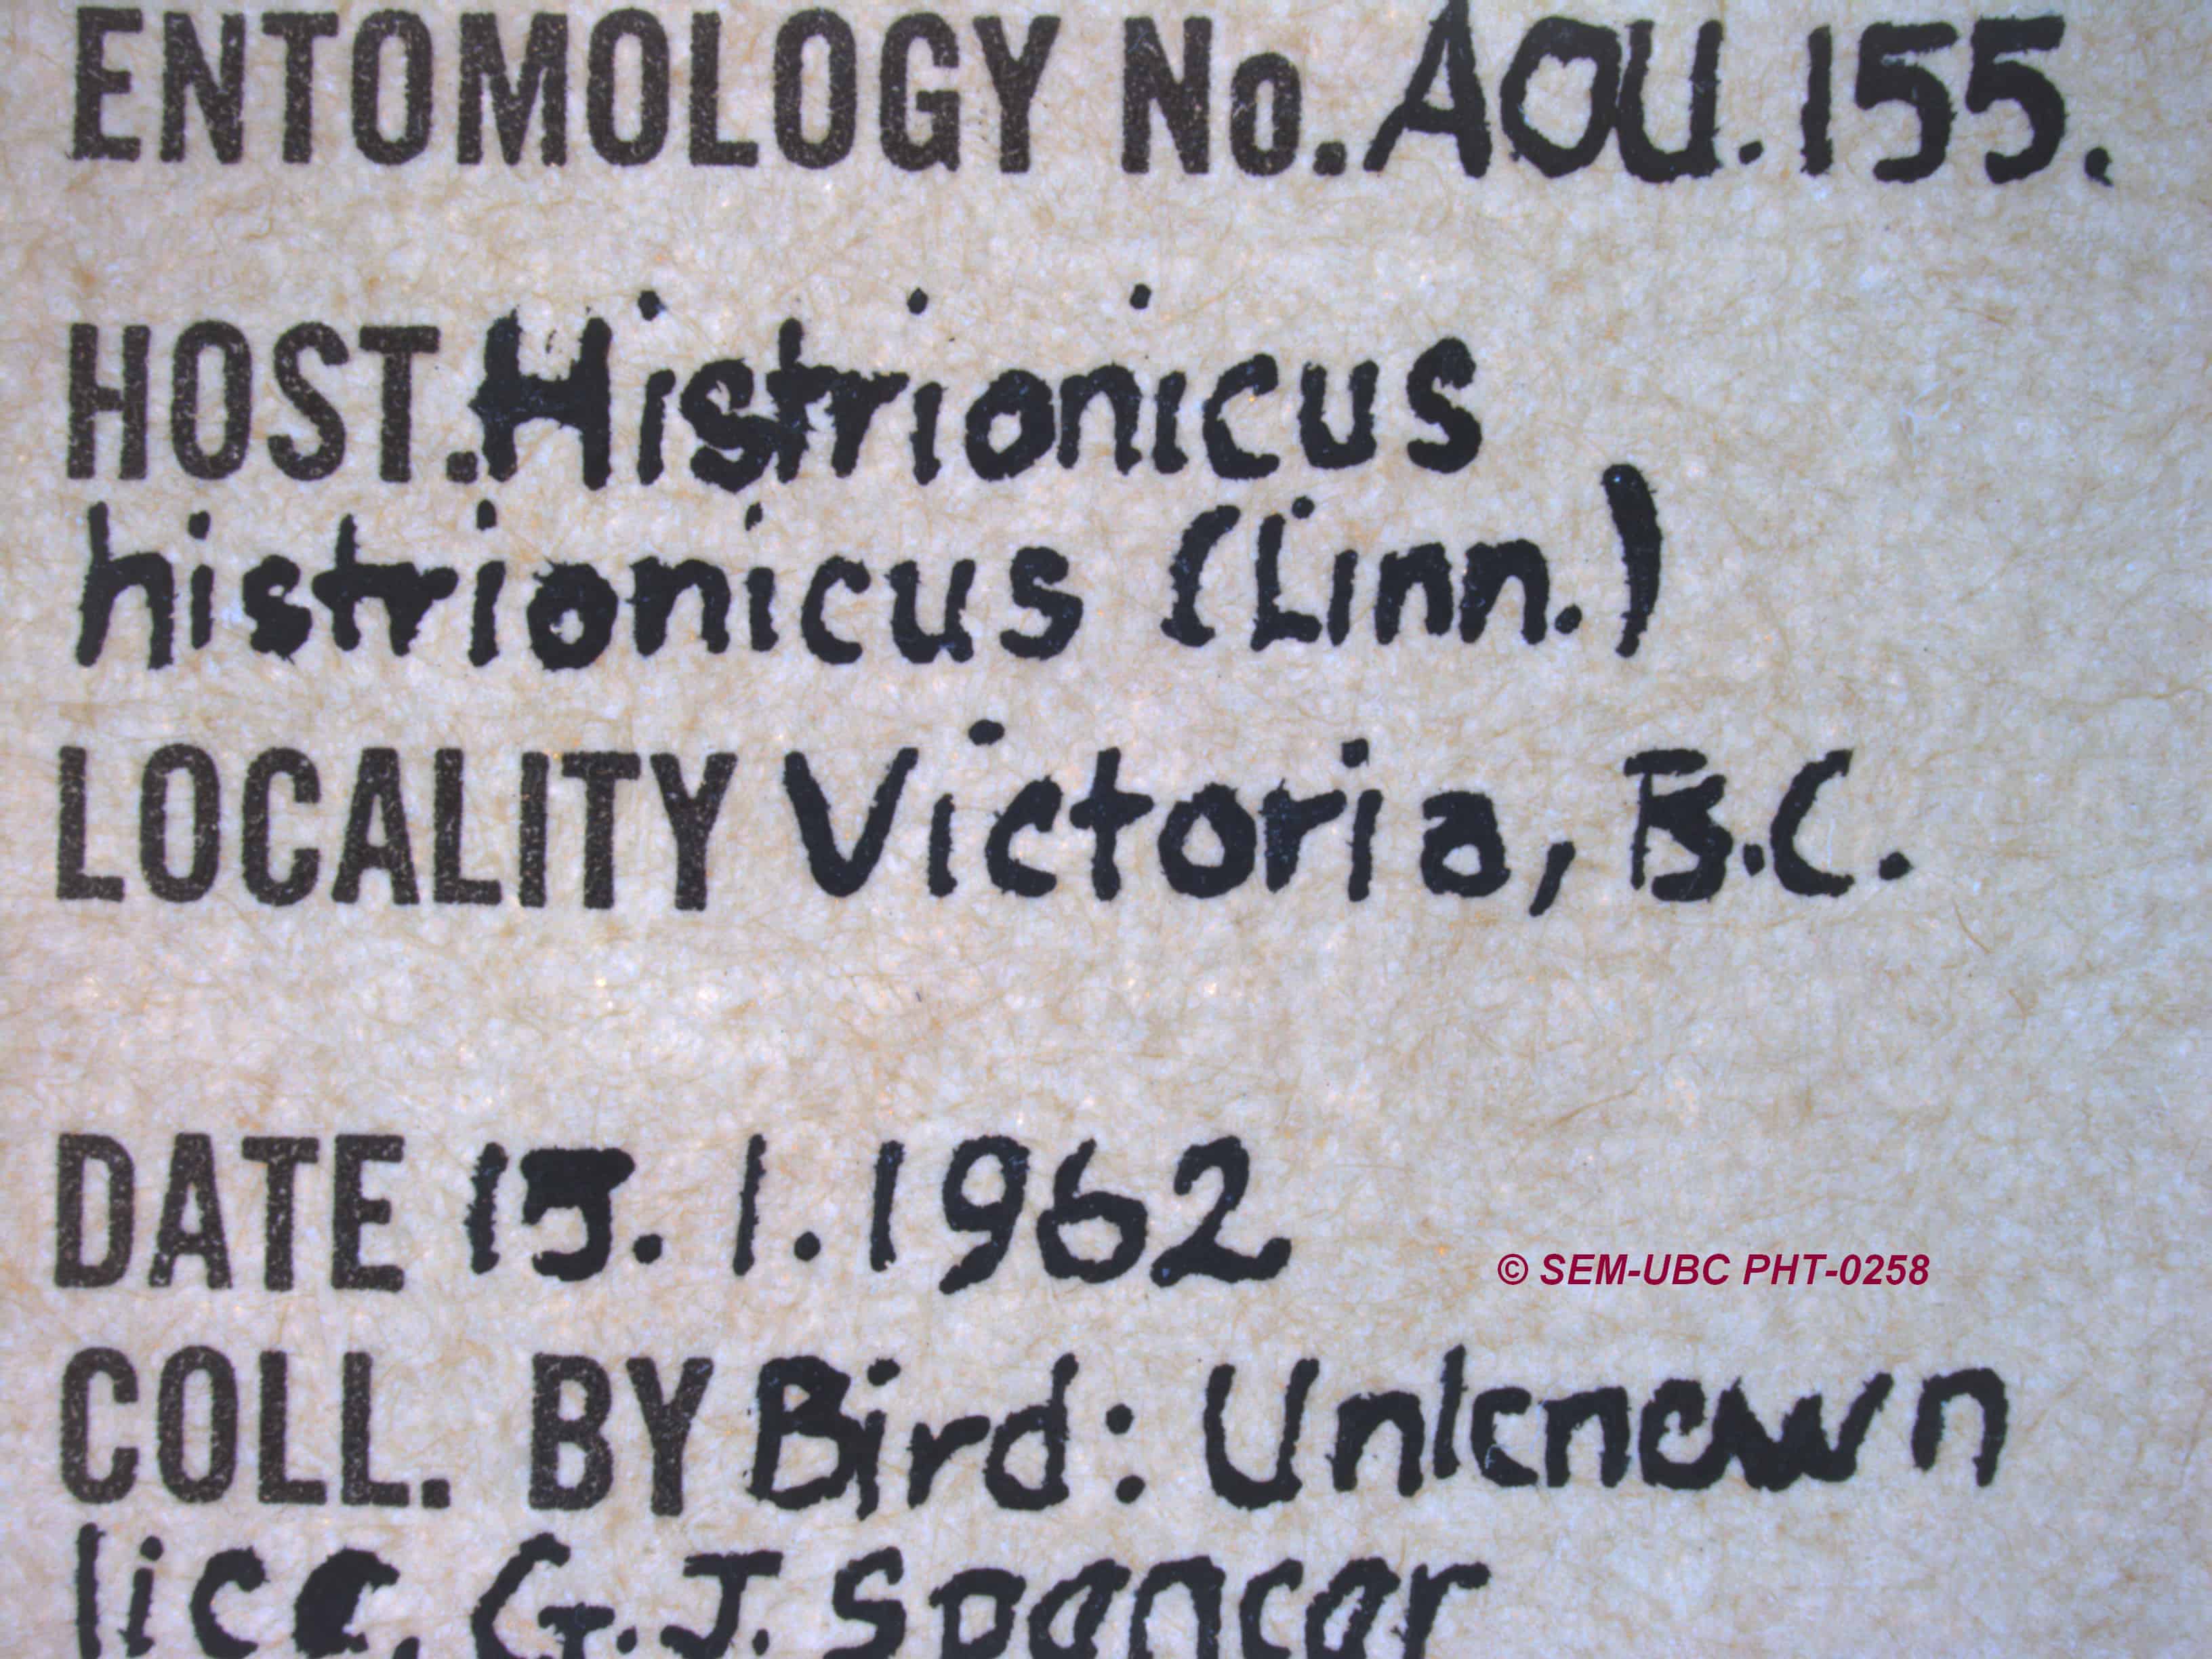 ENTOMOLOGY No. AOU. 155.
HOST. Histrionicus
histrionicus (Linn.)
LOCALITY Victoria, B.C.
DATE 15. 1. 1962
© SEM-UBC PHT-0258
COLL. BY Bird: Unknown
lice, G.J. Spencer